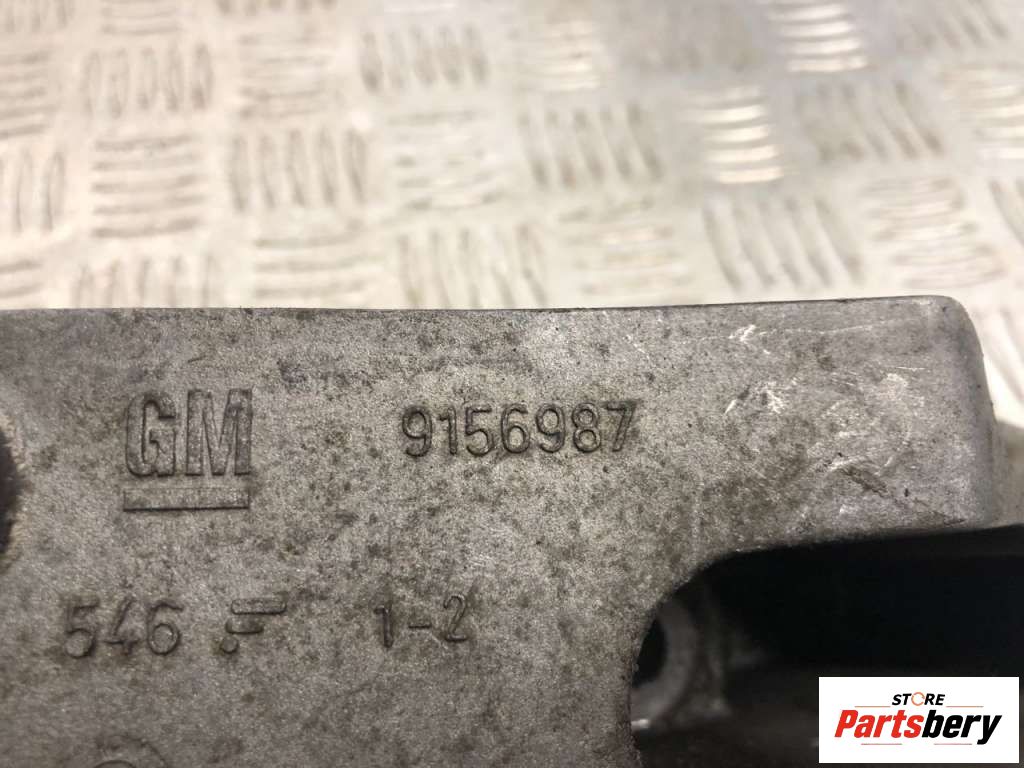 GM 9156987
546 F 1-2
STORE
Partsbery